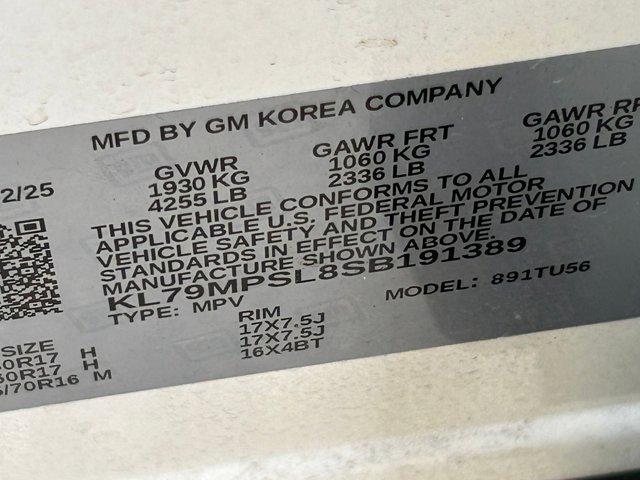 MFD BY GM KOREA COMPANY
2/25
GVWR
1930 KG
4255 LB
GAWR FRT
1060 KG
2336 LB
GAWR RR
1060 KG
2336 LB
THIS VEHICLE CONFORMS TO ALL
APPLICABLE U.S. FEDERAL MOTOR
VEHICLE SAFETY AND THEFT PREVENTION
STANDARDS IN EFFECT ON THE DATE OF
MANUFACTURE SHOWN ABOVE.
KL79MPSL8SB191389
TYPE: MPV
MODEL: 891TU56
SIZE
0R17 H
60R17 H
/70R16 M
RIM
17X7.5J
17X7.5J
16X4BT